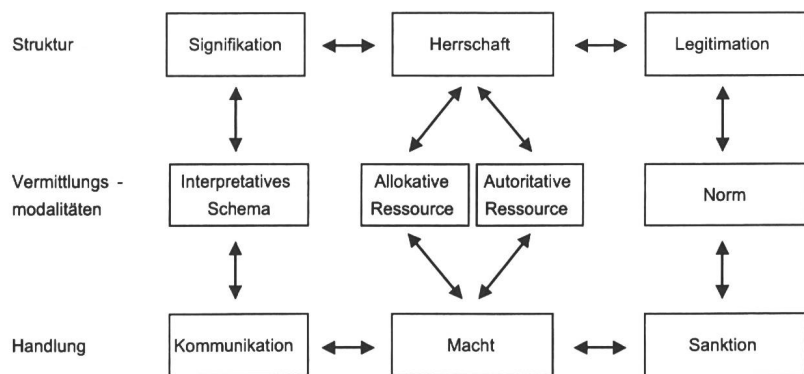 Struktur
Signifikation
Herrschaft
Legitimation
Vermittlungs -
modalitäten
Interpretatives
Schema
Allokative
Ressource
Autoritative
Ressource
Norm
Handlung
Kommunikation
Macht
Sanktion